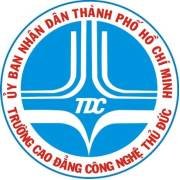 ỦY BAN NHÂN DÂN THÀNH PHỐ HỒ CHÍ MINH
TDC
TRƯỜNG CAO ĐẲNG CÔNG NGHỆ THỦ ĐỨC